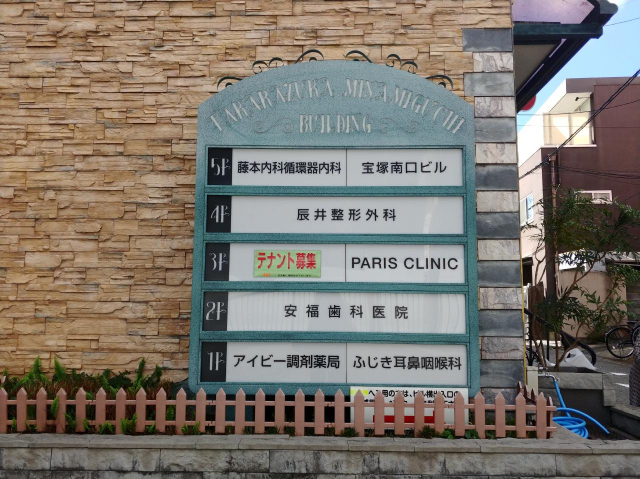 TAKARAZUKA MINAMIGUCHI
BUILDING
5F 藤本内科循環器内科 宝塚南口ビル
4F 辰井整形外科
3F テナント募集 PARIS CLINIC
2F 安福歯科医院
1F アイビー調剤薬局 ふじき耳鼻咽喉科